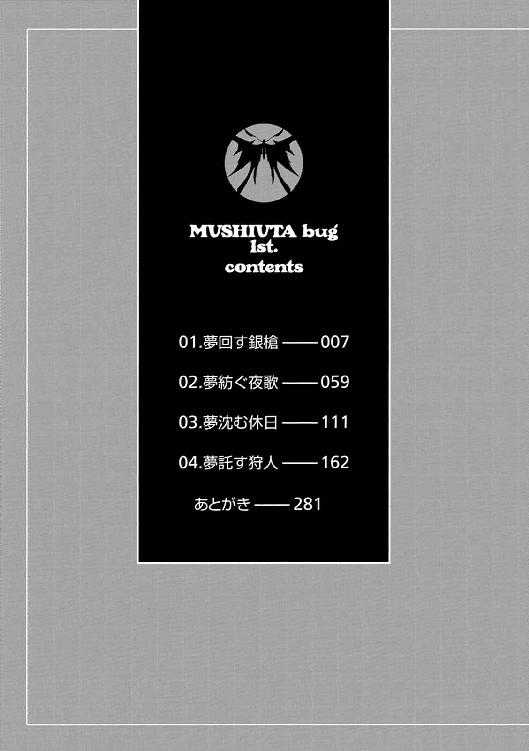 MUSHIUTA bug
1st.
contents
01.夢回す銀槍——007
02.夢紡ぐ夜歌——059
03.夢沈む休日——111
04.夢託す狩人——162
あとがき——281